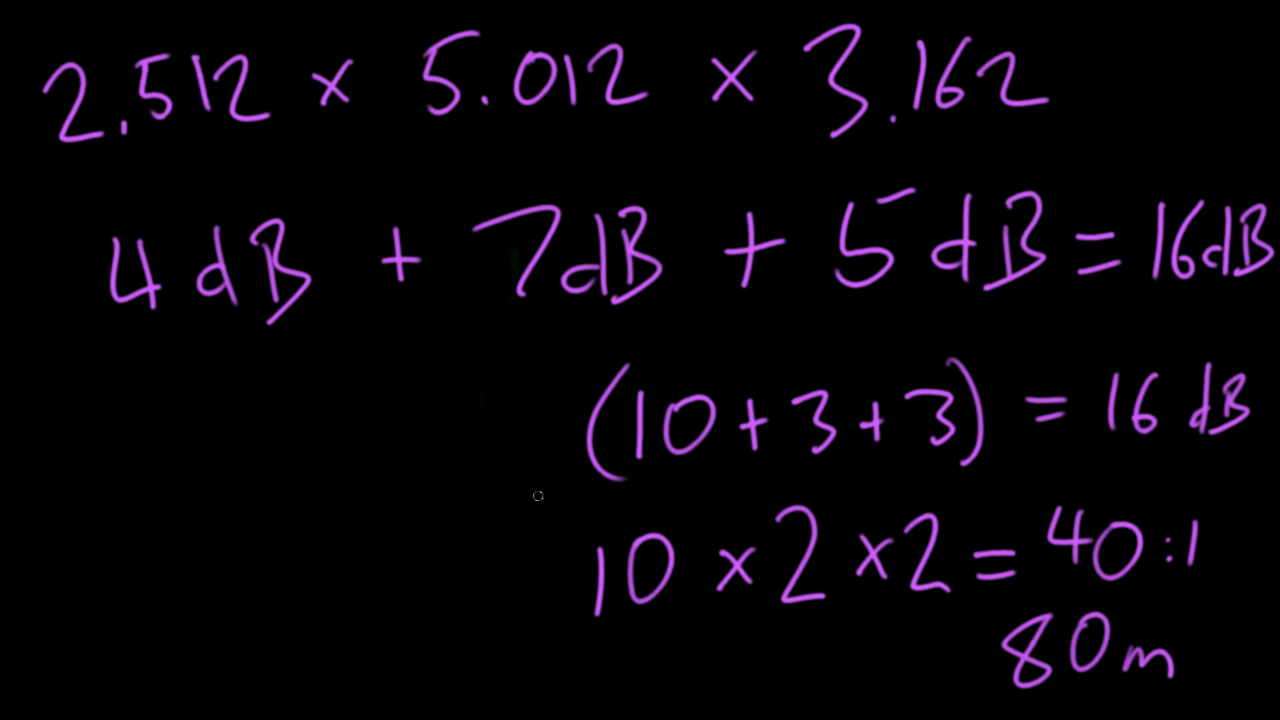 2.512 × 5.012 × 3.162
4 dB + 7dB + 5 dB = 16dB
(10 + 3 + 3) = 16 dB
10 × 2 × 2 = 40:1
80m